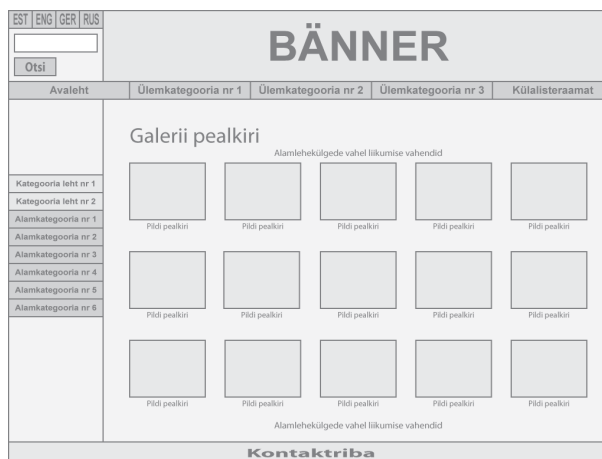 EST ENG GER RUS
BÄNNER
Otsi
Avaleht Ülemkategooria nr 1 Ülemkategooria nr 2 Ülemkategooria nr 3 Külalisteraamat
Galerii pealkiri
Alamlehekülgede vahel liikumise vahendid
Kategooria leht nr 1
Kategooria leht nr 2
Alamkategooria nr 1
Alamkategooria nr 2
Alamkategooria nr 3
Alamkategooria nr 4
Alamkategooria nr 5
Alamkategooria nr 6
Pildi pealkiri Pildi pealkiri Pildi pealkiri Pildi pealkiri Pildi pealkiri
Pildi pealkiri Pildi pealkiri Pildi pealkiri Pildi pealkiri Pildi pealkiri
Pildi pealkiri Pildi pealkiri Pildi pealkiri Pildi pealkiri Pildi pealkiri
Alamlehekülgede vahel liikumise vahendid
Kontaktriba